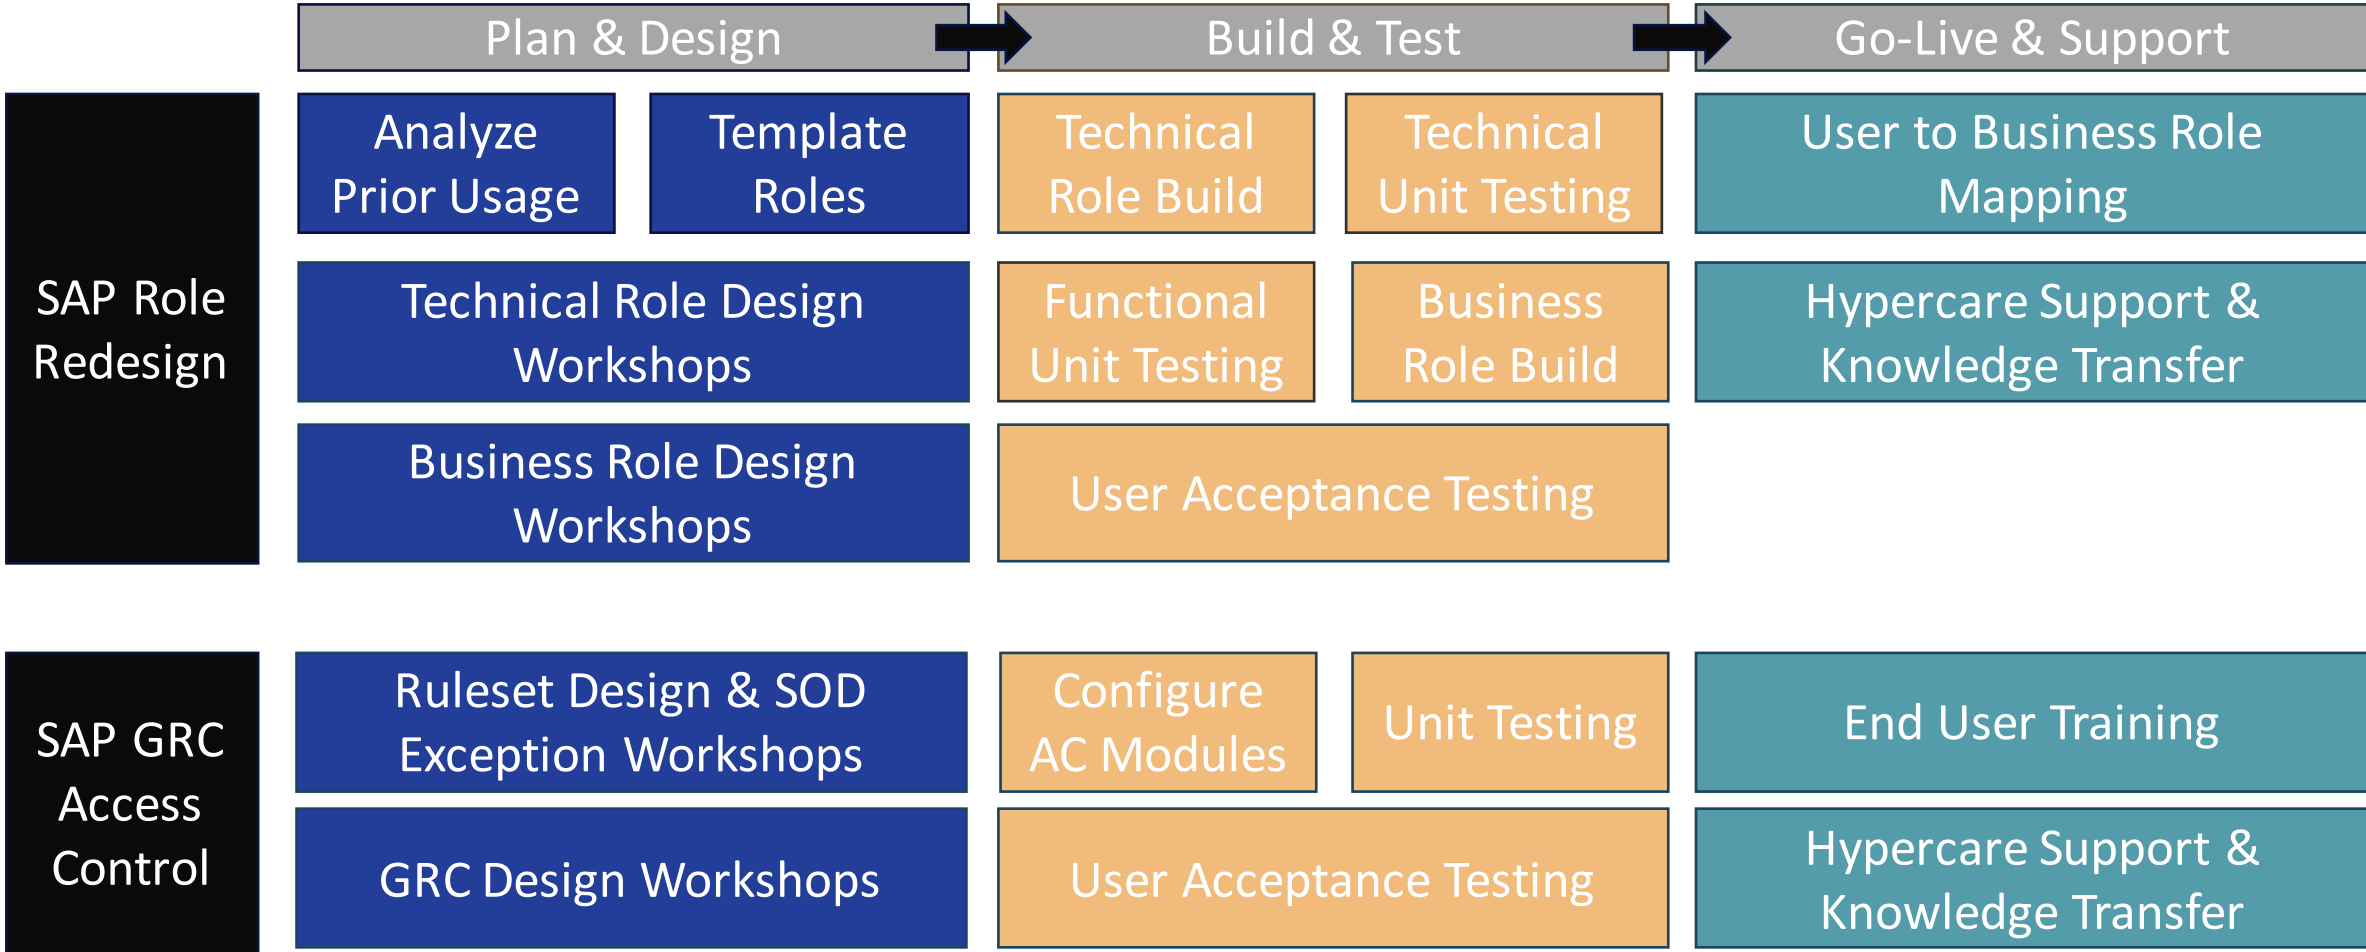 Plan & Design
Build & Test
Go-Live & Support
SAP Role
Redesign
Analyze
Prior Usage
Template
Roles
Technical
Role Build
Technical
Unit Testing
User to Business Role
Mapping
Technical Role Design
Workshops
Functional
Unit Testing
Business
Role Build
Hypercare Support &
Knowledge Transfer
Business Role Design
Workshops
User Acceptance Testing
SAP GRC
Access
Control
Ruleset Design & SOD
Exception Workshops
Configure
AC Modules
Unit Testing
End User Training
GRC Design Workshops
User Acceptance Testing
Hypercare Support &
Knowledge Transfer